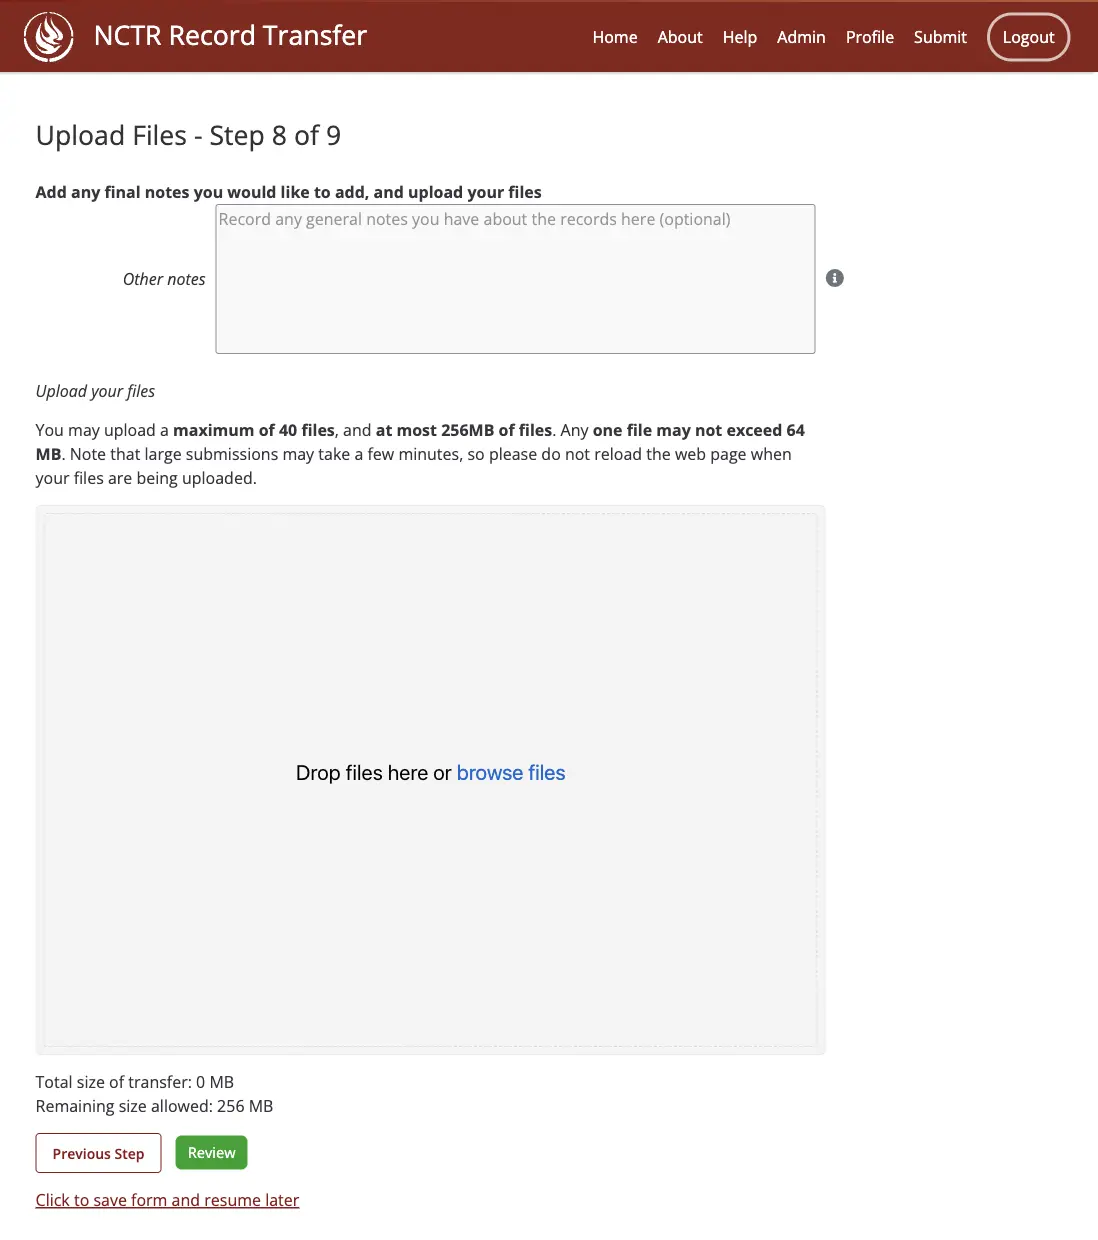 NCTR Record Transfer
Home About Help Admin Profile Submit Logout
Upload Files - Step 8 of 9
Add any final notes you would like to add, and upload your files
Record any general notes you have about the records here (optional)
Other notes
Upload your files
You may upload a maximum of 40 files, and at most 256MB of files. Any one file may not exceed 64
MB. Note that large submissions may take a few minutes, so please do not reload the web page when
your files are being uploaded.
Drop files here or browse files
Total size of transfer: 0 MB
Remaining size allowed: 256 MB
Previous Step Review
Click to save form and resume later